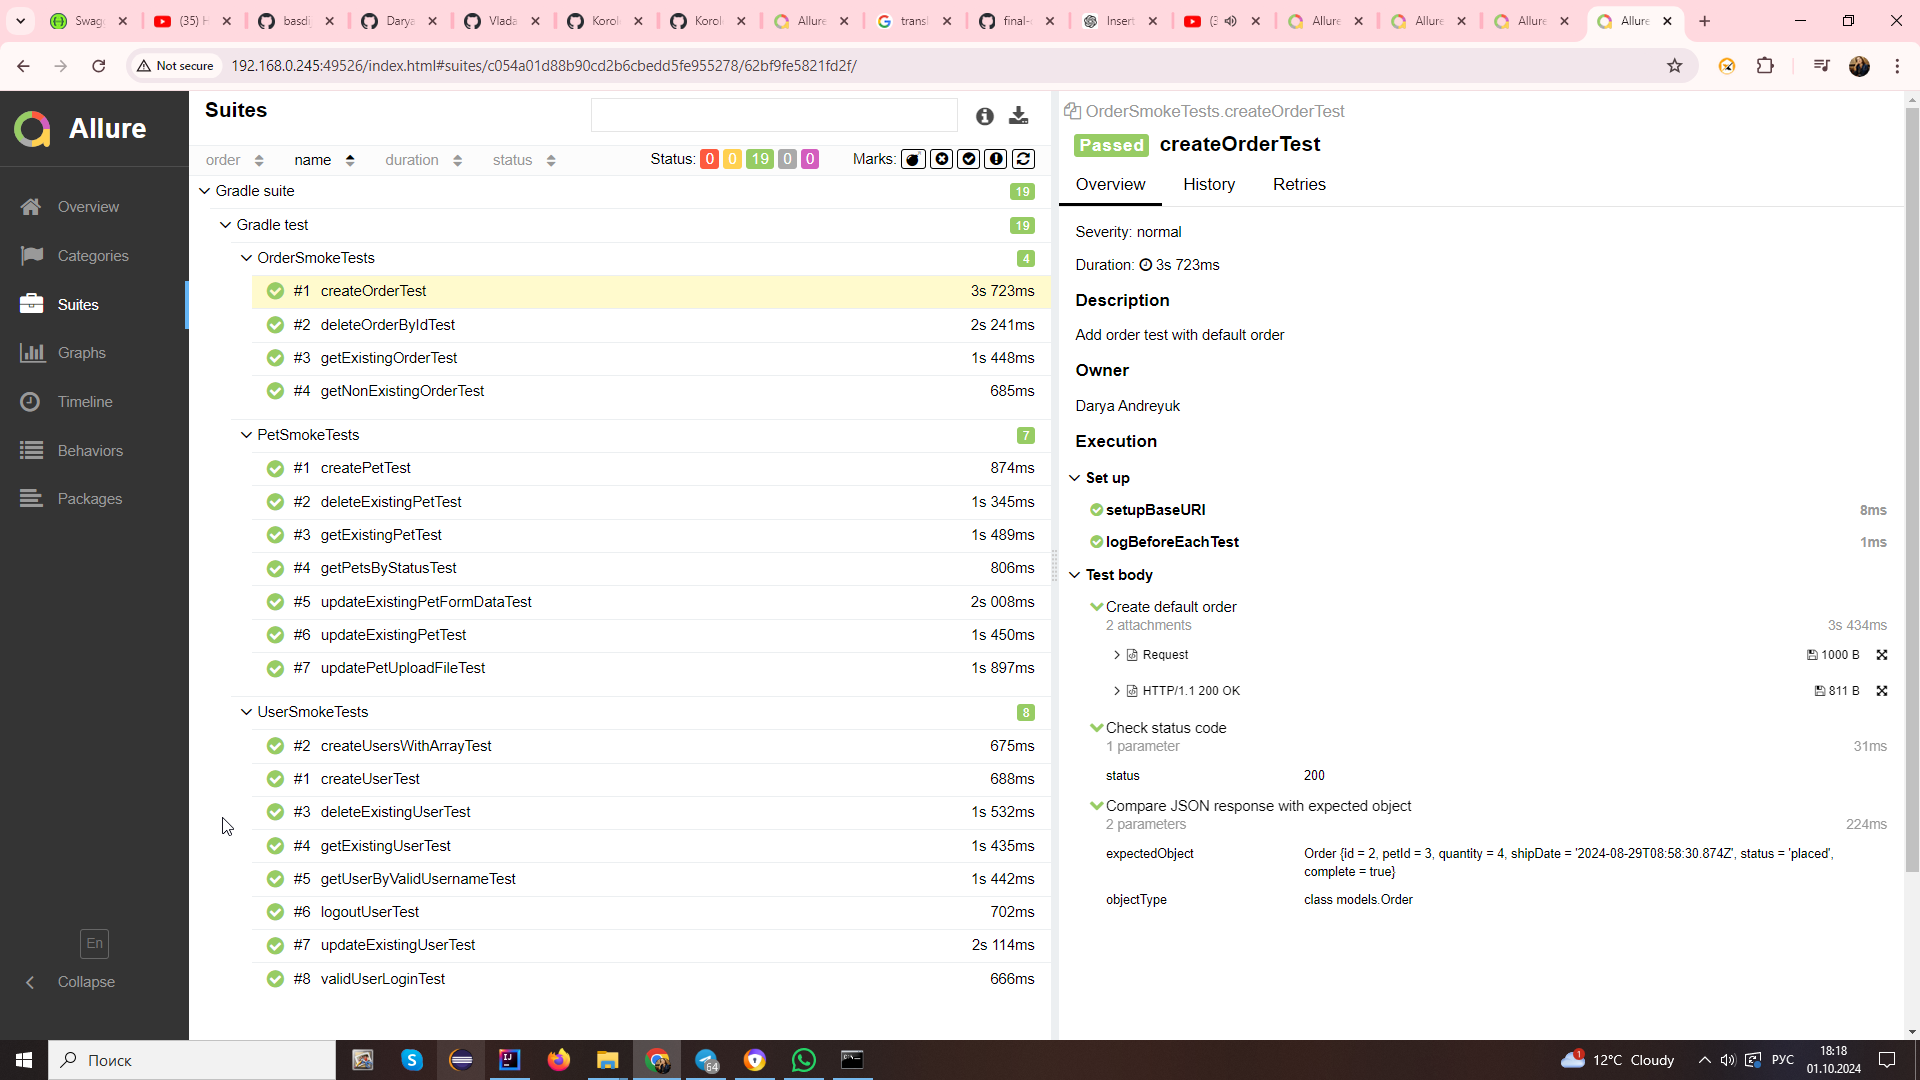 Swag
(35) H
basdi
Darya
Vlada
Korol
Korol
Allure
transl
final-
Insert
Allure
Allure
Allure
Allure
Not secure
192.168.0.245:49526/index.html#suites/c054a01d88b90cd2b6cbedd5fe955278/62bf9fe5821fd2f/
Allure
Overview
Categories
Suites
Graphs
Timeline
Behaviors
Packages
En
Collapse
Suites
order name duration status Status: 0 0 19 0 0 Marks:
Gradle suite 19
Gradle test 19
OrderSmokeTests 4
#1 createOrderTest 3s 723ms
#2 deleteOrderByIdTest 2s 241ms
#3 getExistingOrderTest 1s 448ms
#4 getNonExistingOrderTest 685ms
PetSmokeTests 7
#1 createPetTest 874ms
#2 deleteExistingPetTest 1s 345ms
#3 getExistingPetTest 1s 489ms
#4 getPetsByStatusTest 806ms
#5 updateExistingPetFormDataTest 2s 008ms
#6 updateExistingPetTest 1s 450ms
#7 updatePetUploadFileTest 1s 897ms
UserSmokeTests 8
#2 createUsersWithArrayTest 675ms
#1 createUserTest 688ms
#3 deleteExistingUserTest 1s 532ms
#4 getExistingUserTest 1s 435ms
#5 getUserByValidUsernameTest 1s 442ms
#6 logoutUserTest 702ms
#7 updateExistingUserTest 2s 114ms
#8 validUserLoginTest 666ms
OrderSmokeTests.createOrderTest
Passed createOrderTest
Overview History Retries
Severity: normal
Duration: 3s 723ms
Description
Add order test with default order
Owner
Darya Andreyuk
Execution
Set up
setupBaseURI 8ms
logBeforeEachTest 1ms
Test body
Create default order
2 attachments 3s 434ms
Request 1000 B
HTTP/1.1 200 OK 811 B
Check status code
1 parameter 31ms
status 200
Compare JSON response with expected object
2 parameters 224ms
expectedObject Order {id = 2, petId = 3, quantity = 4, shipDate = '2024-08-29T08:58:30.874Z', status = 'placed',
complete = true}
objectType class models.Order
Поиск
64
1
12°C Cloudy
РУС
18:18
01.10.2024